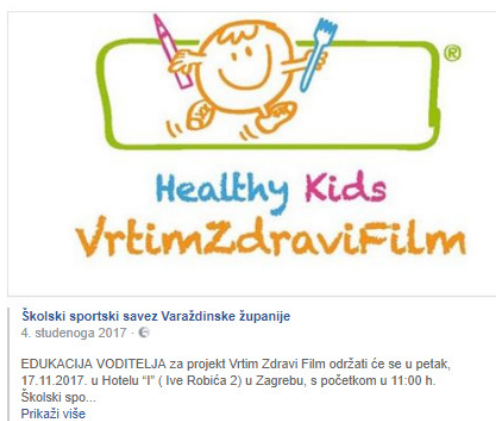 ®
Healthy Kids
VrtimZdraviFilm
Školski sportski savez Varaždinske županije
4. studenoga 2017 ·
EDUKACIJA VODITELJA za projekt Vrtim Zdravi Film održati će se u petak,
17.11.2017. u Hotelu “I” ( Ive Robića 2) u Zagrebu, s početkom u 11:00 h.
Školski spo...
Prikaži više